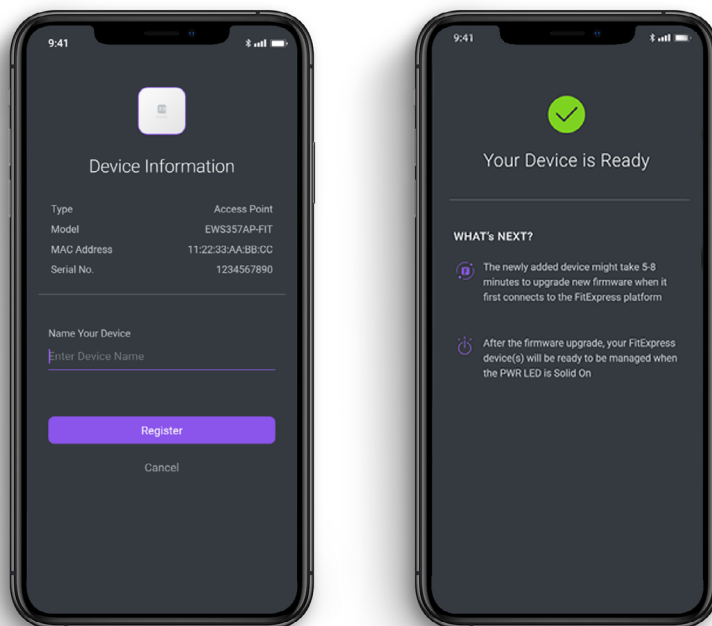 9:41
Device Information
Type Access Point
Model EWS357AP-FIT
MAC Address 11:22:33:AA:BB:CC
Serial No. 1234567890
Name Your Device
Enter Device Name
Register
Cancel
9:41
Your Device is Ready
WHAT's NEXT?
The newly added device might take 5-8
minutes to upgrade new firmware when it
first connects to the FitExpress platform
After the firmware upgrade, your FitExpress
device(s) will be ready to be managed when
the PWR LED is Solid On